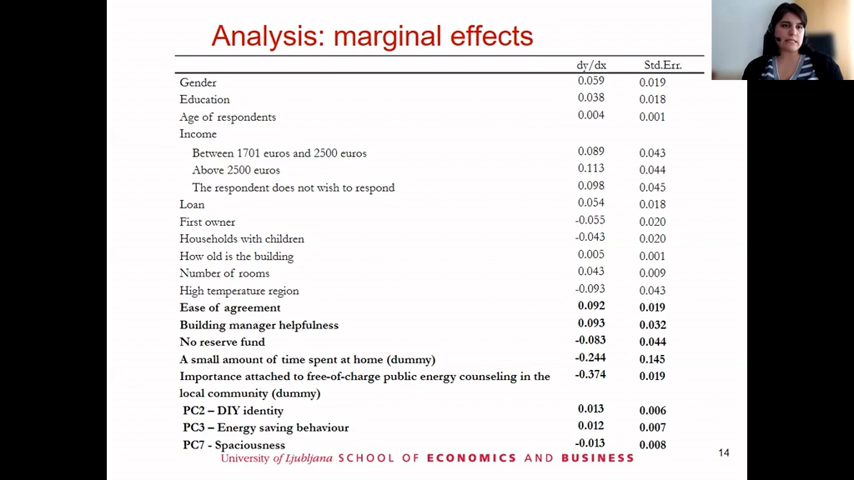 Analysis: marginal effects
dy/dx Std.Err.
Gender 0.059 0.019
Education 0.038 0.018
Age of respondents 0.004 0.001
Income
Between 1701 euros and 2500 euros 0.089 0.043
Above 2500 euros 0.113 0.044
The respondent does not wish to respond 0.098 0.045
Loan 0.054 0.018
First owner -0.055 0.020
Households with children -0.043 0.020
How old is the building 0.005 0.001
Number of rooms 0.043 0.009
High temperature region -0.093 0.043
Ease of agreement 0.092 0.019
Building manager helpfulness 0.093 0.032
No reserve fund -0.083 0.044
A small amount of time spent at home (dummy) -0.244 0.145
Importance attached to free-of-charge public energy counseling in the -0.374 0.019
local community (dummy)
PC2 – DIY identity 0.013 0.006
PC3 – Energy saving behaviour 0.012 0.007
PC7 - Spaciousness -0.013 0.008
University of Ljubljana SCHOOL OF ECONOMICS AND BUSINESS
14